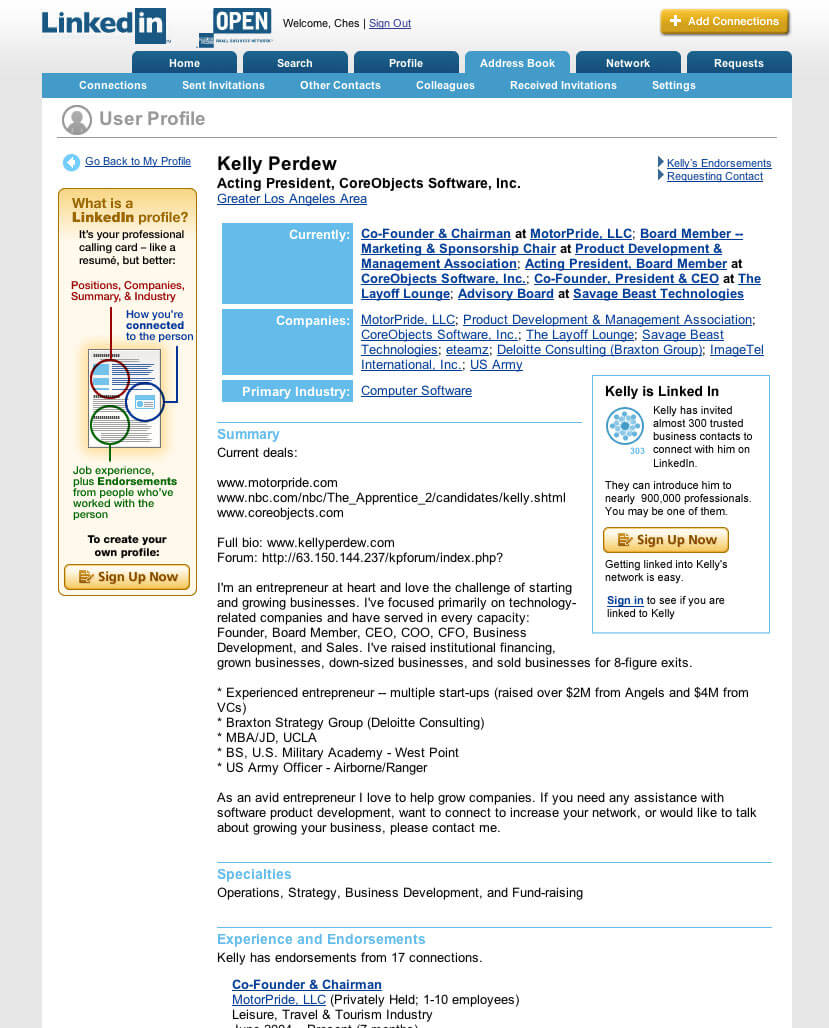 Linked in
OPEN
SMALL BUSINESS NETWORK
Welcome, Ches | Sign Out
Add Connections
Home
Search
Profile
Address Book
Network
Requests
Connections
Sent Invitations
Other Contacts
Colleagues
Received Invitations
Settings
User Profile
Go Back to My Profile
What is a
LinkedIn profile?
It's your professional
calling card – like a
resumé, but better:
Positions, Companies,
Summary, & Industry
How you're
connected
to the person
Job experience,
plus Endorsements
from people who've
worked with the
person
To create your
own profile:
Sign Up Now
Kelly Perdew
Acting President, CoreObjects Software, Inc.
Greater Los Angeles Area
Kelly's Endorsements
Requesting Contact
Currently:
Co-Founder & Chairman at MotorPride, LLC; Board Member --
Marketing & Sponsorship Chair at Product Development &
Management Association; Acting President, Board Member at
CoreObjects Software, Inc.; Co-Founder, President & CEO at The
Layoff Lounge; Advisory Board at Savage Beast Technologies
Companies:
MotorPride, LLC; Product Development & Management Association;
CoreObjects Software, Inc.; The Layoff Lounge; Savage Beast
Technologies; eteamz; Deloitte Consulting (Braxton Group); ImageTel
International, Inc.; US Army
Primary Industry:
Computer Software
Kelly is Linked In
Kelly has invited
almost 300 trusted
business contacts to
connect with him on
LinkedIn.
303
They can introduce him to
nearly 900,000 professionals.
You may be one of them.
Sign Up Now
Getting linked into Kelly's
network is easy.
Sign in to see if you are
linked to Kelly
Summary
Current deals:
www.motorpride.com
www.nbc.com/nbc/The_Apprentice_2/candidates/kelly.shtml
www.coreobjects.com
Full bio: www.kellyperdew.com
Forum: http://63.150.144.237/kpforum/index.php?
I'm an entrepreneur at heart and love the challenge of starting
and growing businesses. I've focused primarily on technology-
related companies and have served in every capacity:
Founder, Board Member, CEO, COO, CFO, Business
Development, and Sales. I've raised institutional financing,
grown businesses, down-sized businesses, and sold businesses for 8-figure exits.
* Experienced entrepreneur -- multiple start-ups (raised over $2M from Angels and $4M from
VCs)
* Braxton Strategy Group (Deloitte Consulting)
* MBA/JD, UCLA
* BS, U.S. Military Academy - West Point
* US Army Officer - Airborne/Ranger
As an avid entrepreneur I love to help grow companies. If you need any assistance with
software product development, want to connect to increase your network, or would like to talk
about growing your business, please contact me.
Specialties
Operations, Strategy, Business Development, and Fund-raising
Experience and Endorsements
Kelly has endorsements from 17 connections.
Co-Founder & Chairman
MotorPride, LLC (Privately Held; 1-10 employees)
Leisure, Travel & Tourism Industry
June 2004 – Present (7 months)